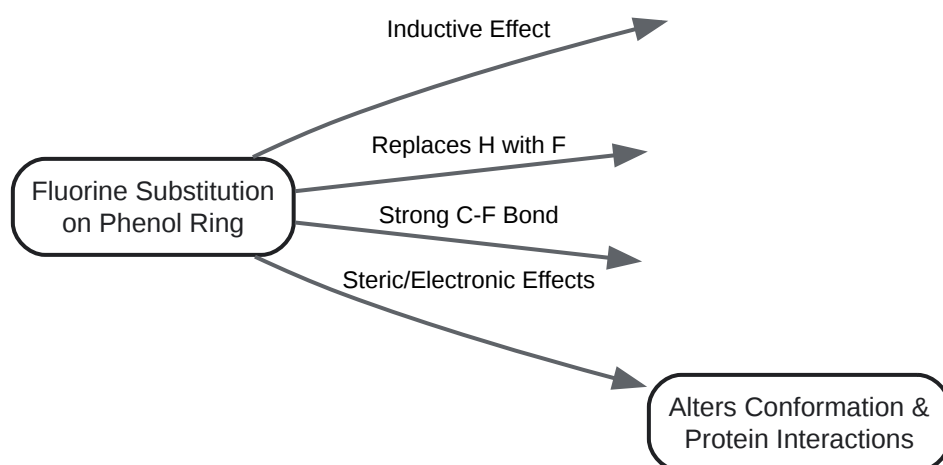 Inductive Effect
Replaces H with F
Fluorine Substitution
on Phenol Ring
Strong C-F Bond
Steric/Electronic Effects
Alters Conformation &
Protein Interactions